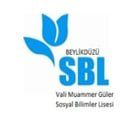 BEYLİKDÜZÜ
SBL
Vali Muammer Güler
Sosyal Bilimler Lisesi